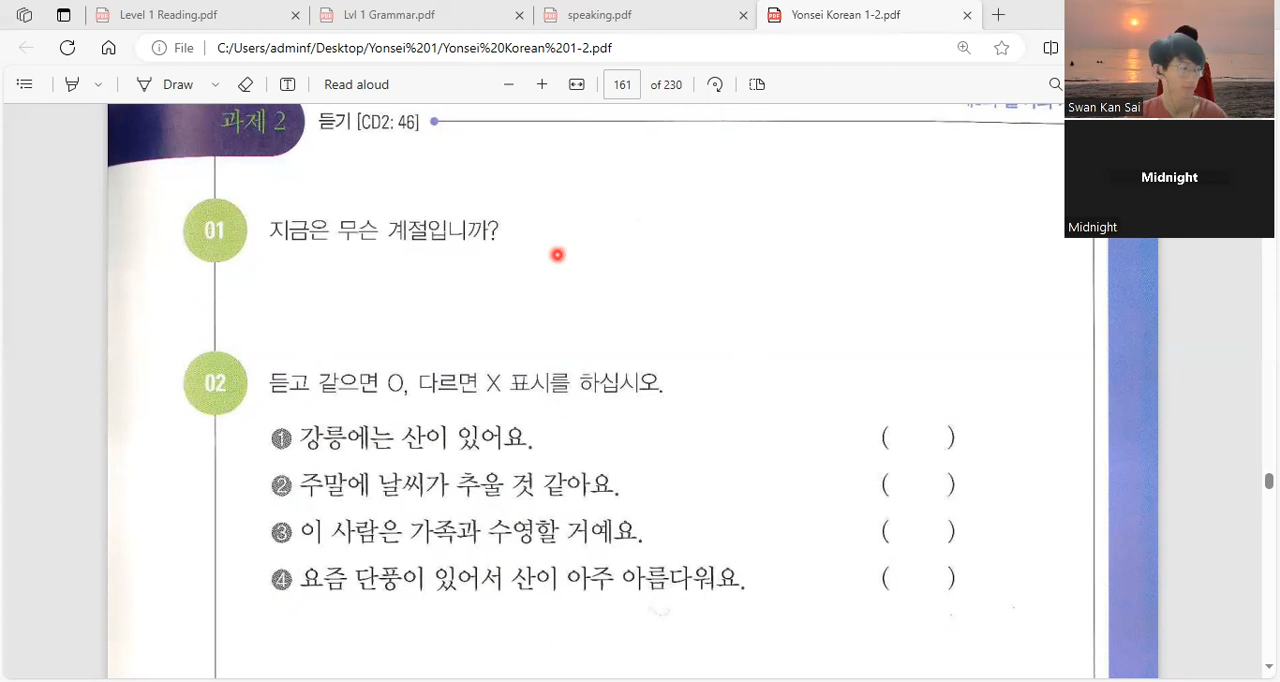 Level 1 Reading.pdf
Lvl 1 Grammar.pdf
speaking.pdf
Yonsei Korean 1-2.pdf
File
C:/Users/adminf/Desktop/Yonsei%201/Yonsei%20Korean%201-2.pdf
Draw
Read aloud
161 of 230
Swan Kan Sai
Midnight
Midnight
과제 2 듣기 [CD2: 46]
01 지금은 무슨 계절입니까?
02 듣고 같으면 O, 다르면 X 표시를 하십시오.
❶ 강릉에는 산이 있어요. ( )
❷ 주말에 날씨가 추울 것 같아요. ( )
❸ 이 사람은 가족과 수영할 거예요. ( )
❹ 요즘 단풍이 있어서 산이 아주 아름다워요. ( )